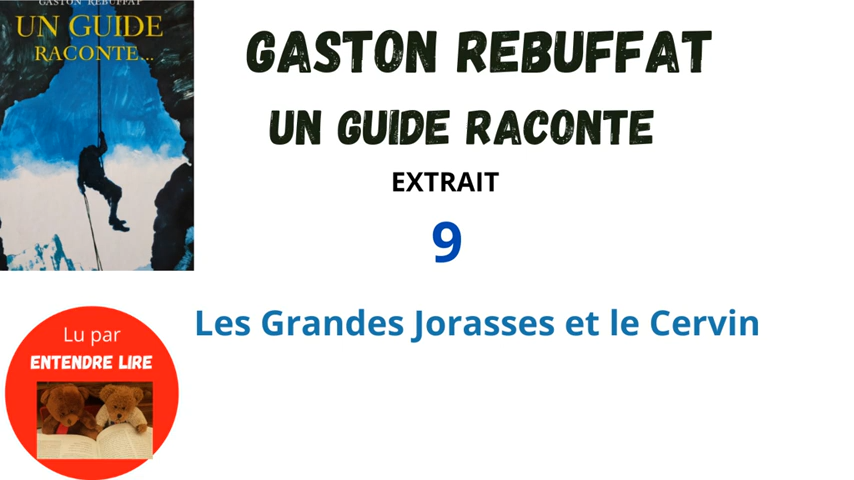 GASTON REBUFFAT
UN GUIDE
RACONTE...
GASTON REBUFFAT
UN GUIDE RACONTE
EXTRAIT
9
Les Grandes Jorasses et le Cervin
Lu par
ENTENDRE LIRE